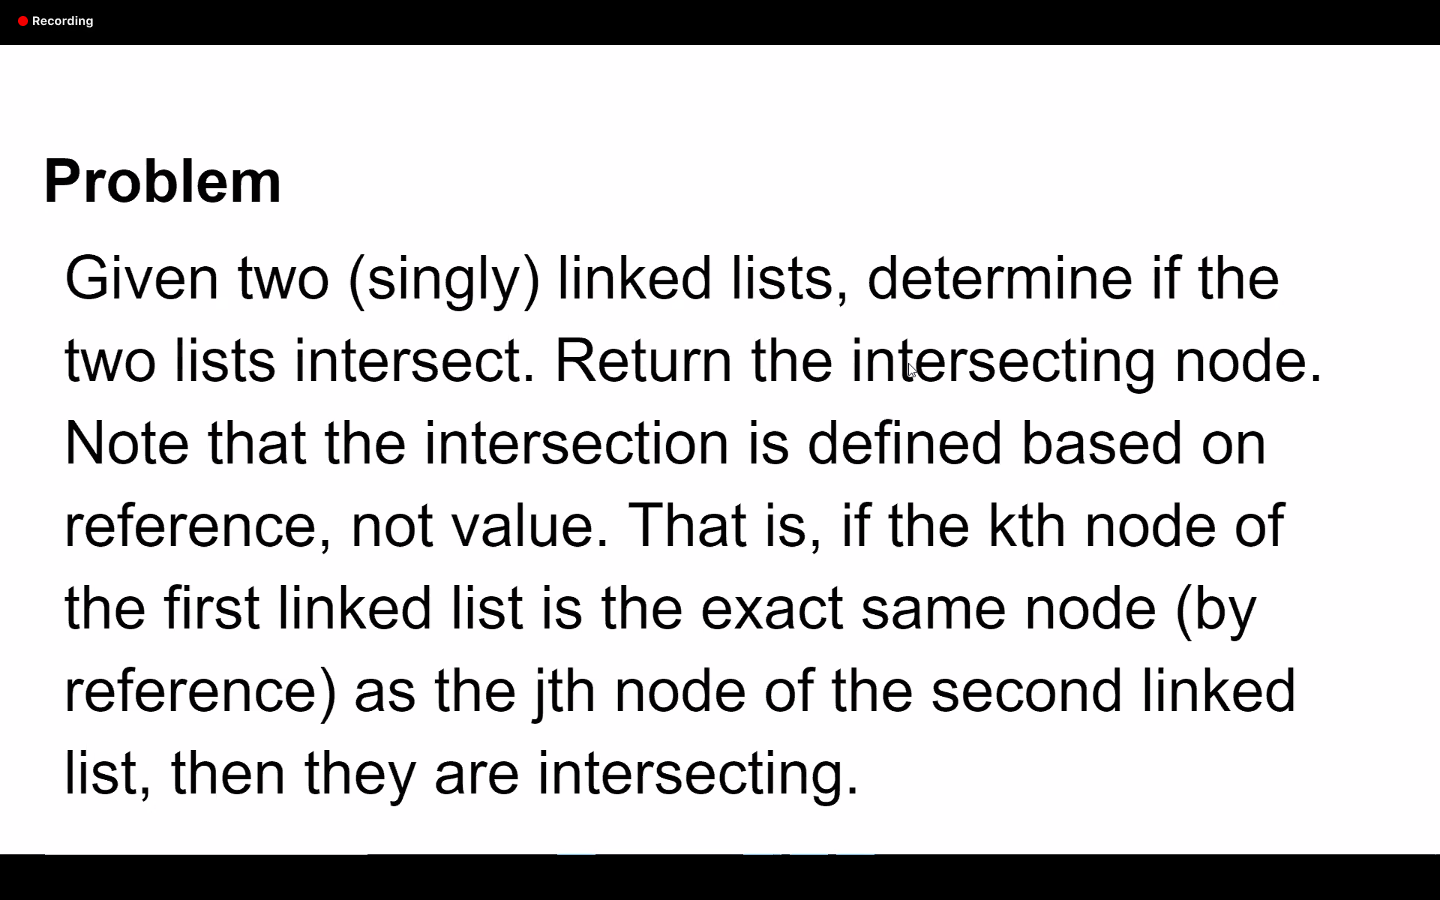 Recording
Problem
Given two (singly) linked lists, determine if the
two lists intersect. Return the intersecting node.
Note that the intersection is defined based on
reference, not value. That is, if the kth node of
the first linked list is the exact same node (by
reference) as the jth node of the second linked
list, then they are intersecting.